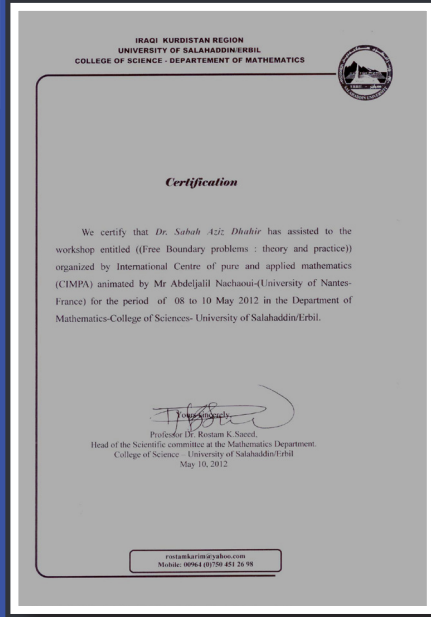 IRAQI KURDISTAN REGION
UNIVERSITY OF SALAHADDIN/ERBIL
COLLEGE OF SCIENCE - DEPARTEMENT OF MATHEMATICS
Certification
We certify that Dr. Sabah Aziz Dhahir has assisted to the
workshop entitled ((Free Boundary problems : theory and practice))
organized by International Centre of pure and applied mathematics
(CIMPA) animated by Mr Abdeljalil Nachaoui-(University of Nantes-
France) for the period of 08 to 10 May 2012 in the Department of
Mathematics-College of Sciences- University of Salahaddin/Erbil.
Yours sincerely,
Professor Dr. Rostam K.Saeed,
Head of the Scientific committee at the Mathematics Department.
College of Science – University of Salahaddin/Erbil
May 10, 2012
rostamkarim@yahoo.com
Mobile: 00964 (0)750 451 26 98